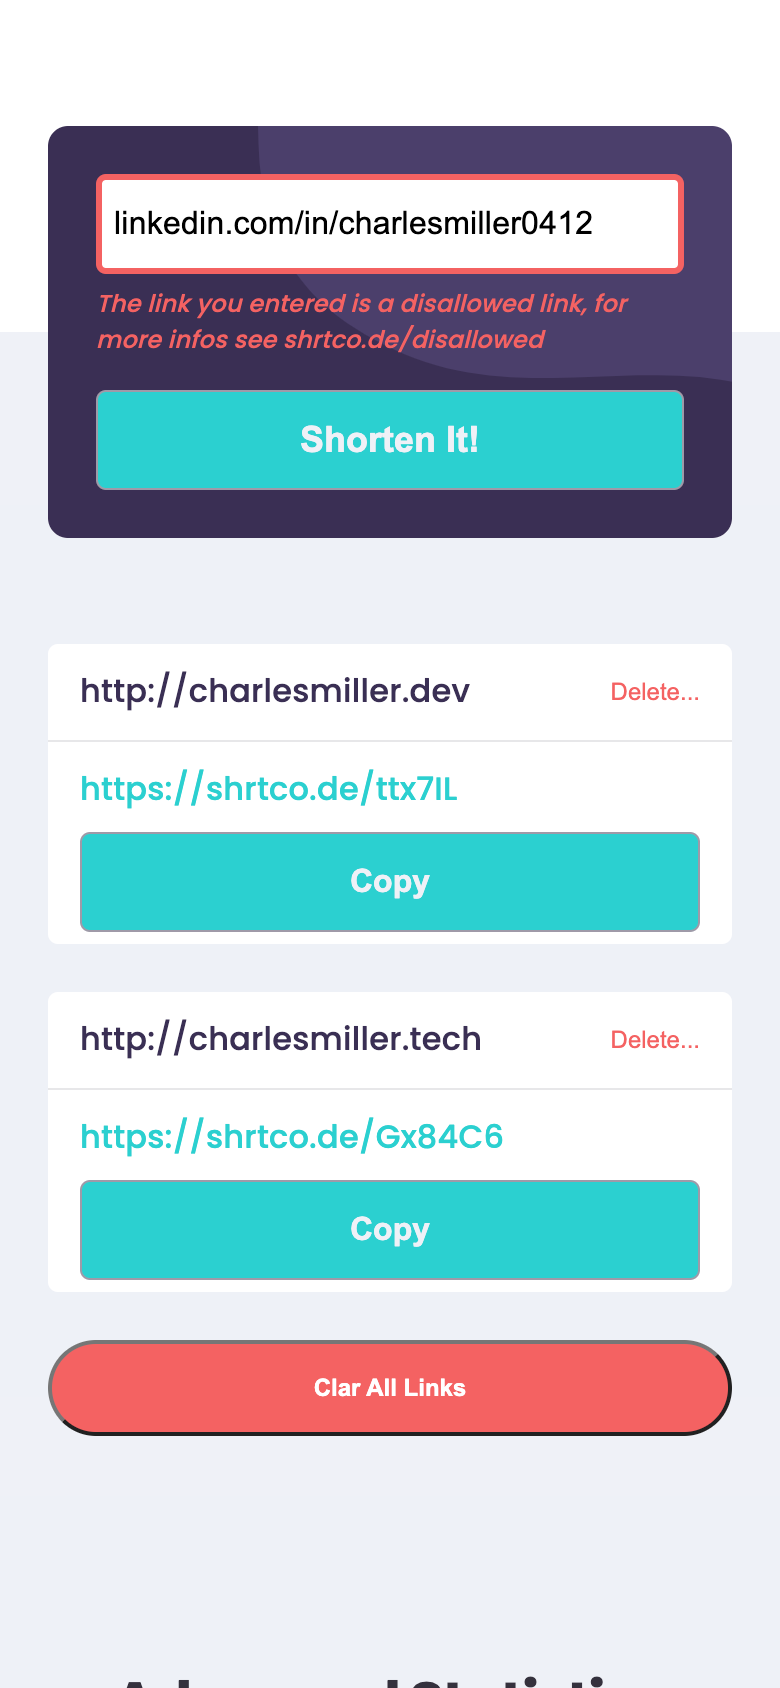 linkedin.com/in/charlesmiller0412
The link you entered is a disallowed link, for
more infos see shrtco.de/disallowed
Shorten It!
http://charlesmiller.dev
Delete...
https://shrtco.de/ttx7IL
Copy
http://charlesmiller.tech
Delete...
https://shrtco.de/Gx84C6
Copy
Clar All Links